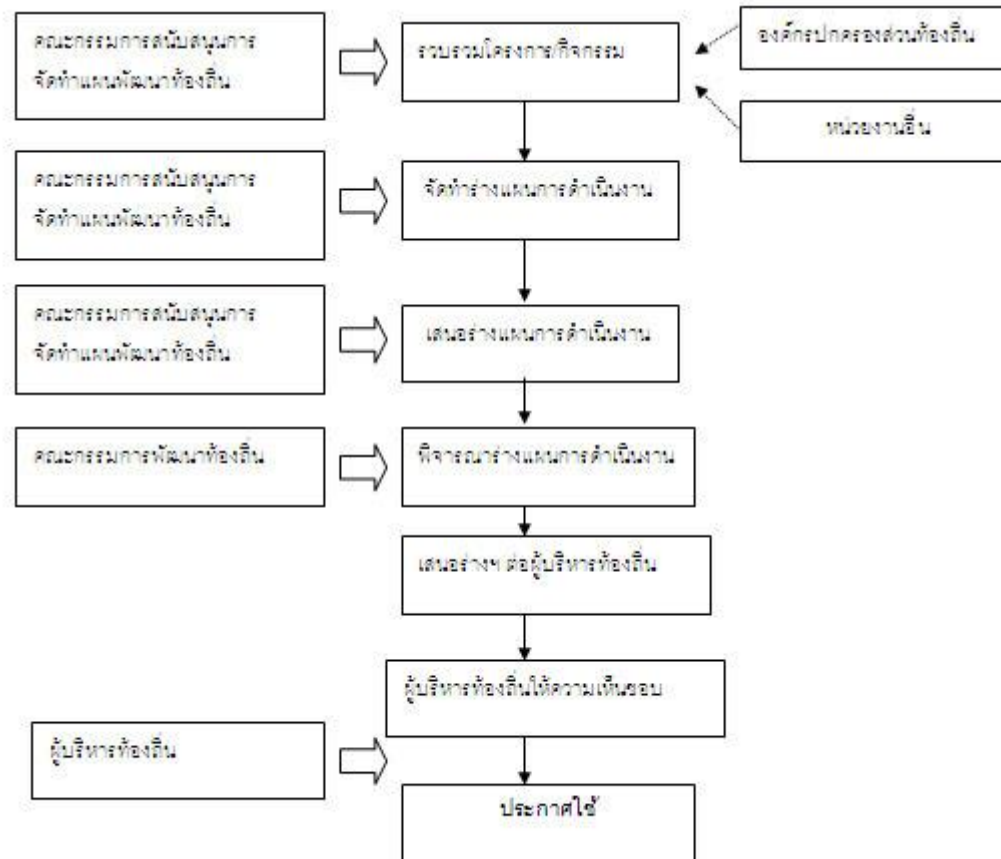 คณะกรรมการสนับสนุนการ
จัดทำแผนพัฒนาท้องถิ่น
รวบรวมโครงการ/กิจกรรม
องค์กรปกครองส่วนท้องถิ่น
หน่วยงานอื่น
คณะกรรมการสนับสนุนการ
จัดทำแผนพัฒนาท้องถิ่น
จัดทำร่างแผนการดำเนินงาน
คณะกรรมการสนับสนุนการ
จัดทำแผนพัฒนาท้องถิ่น
เสนอร่างแผนการดำเนินงาน
คณะกรรมการพัฒนาท้องถิ่น
พิจารณาร่างแผนการดำเนินงาน
เสนอร่างฯ ต่อผู้บริหารท้องถิ่น
ผู้บริหารท้องถิ่นให้ความเห็นชอบ
ผู้บริหารท้องถิ่น
ประกาศใช้